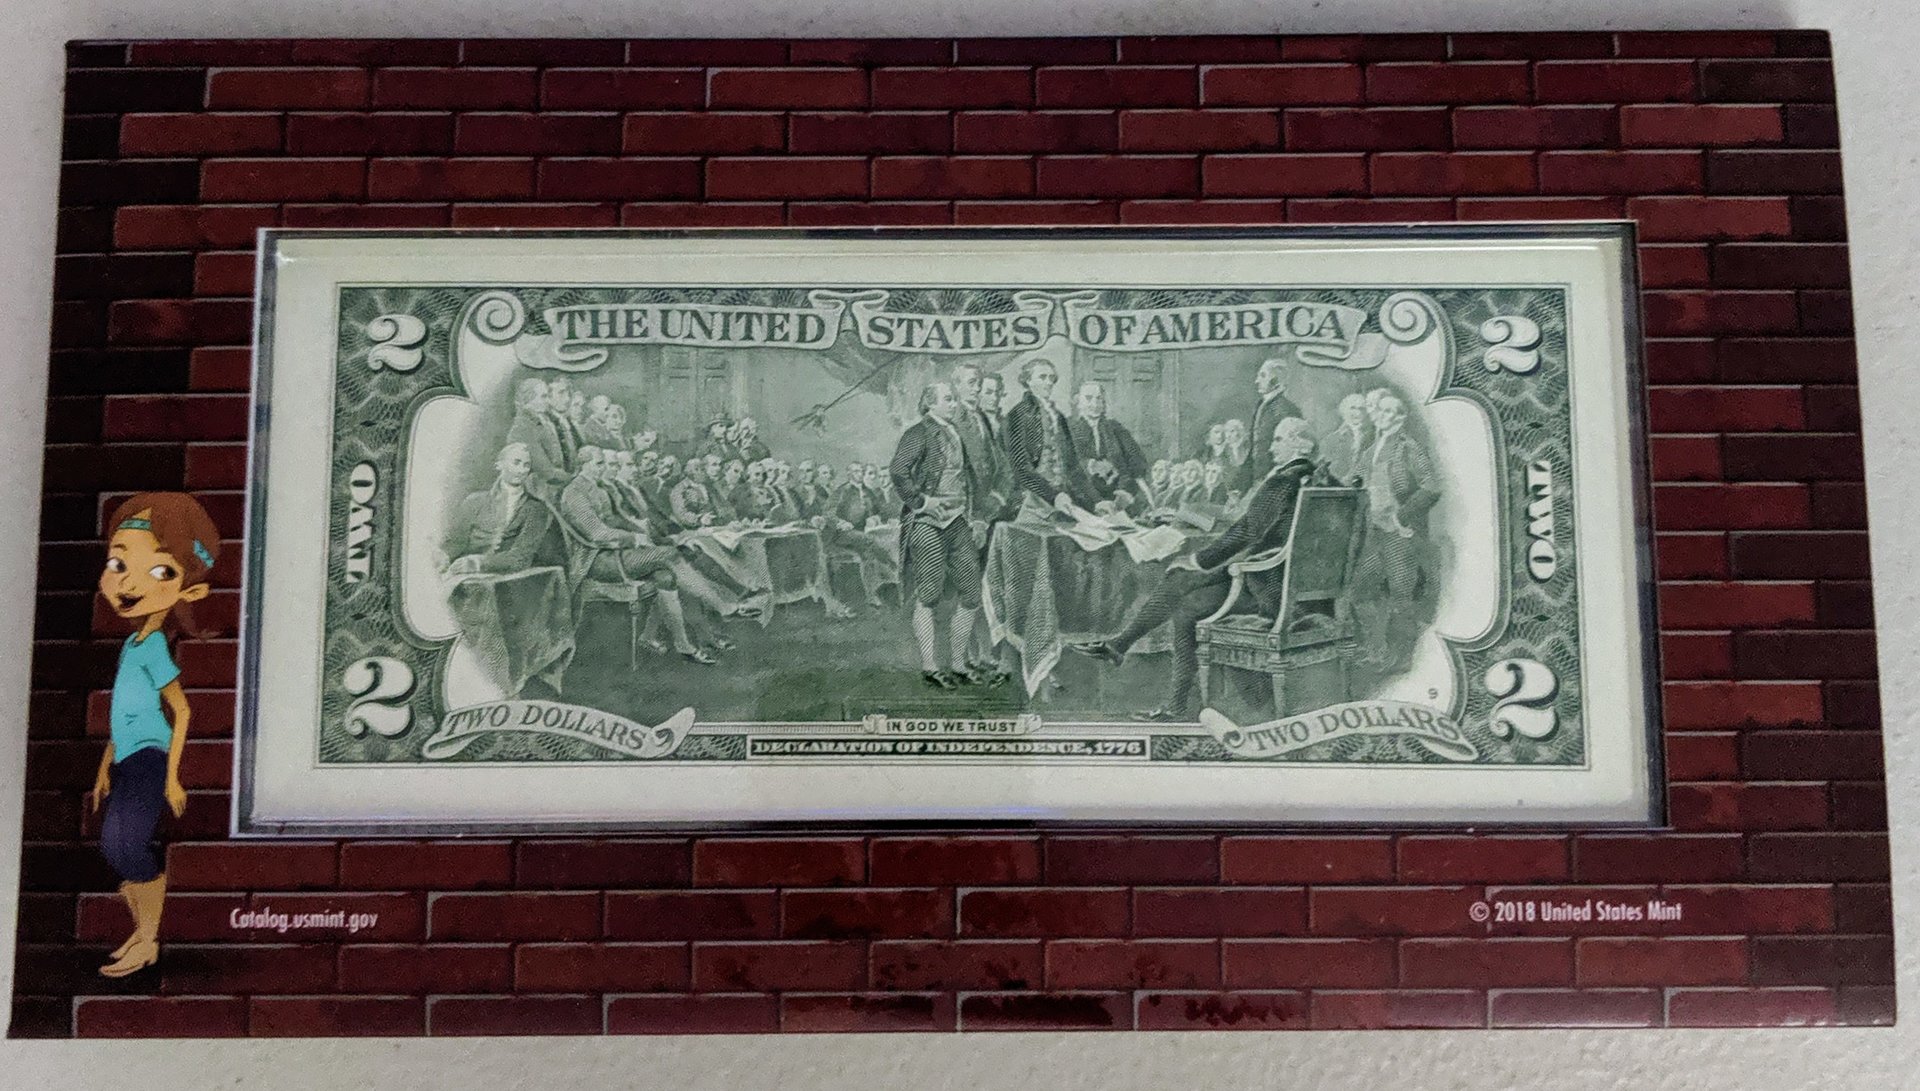 2 THE UNITED STATES OF AMERICA 2
TWO
TWO
2 TWO DOLLARS
IN GOD WE TRUST
DECLARATION OF INDEPENDENCE, 1776
TWO DOLLARS 2
9
Catalog.usmint.gov
© 2018 United States Mint